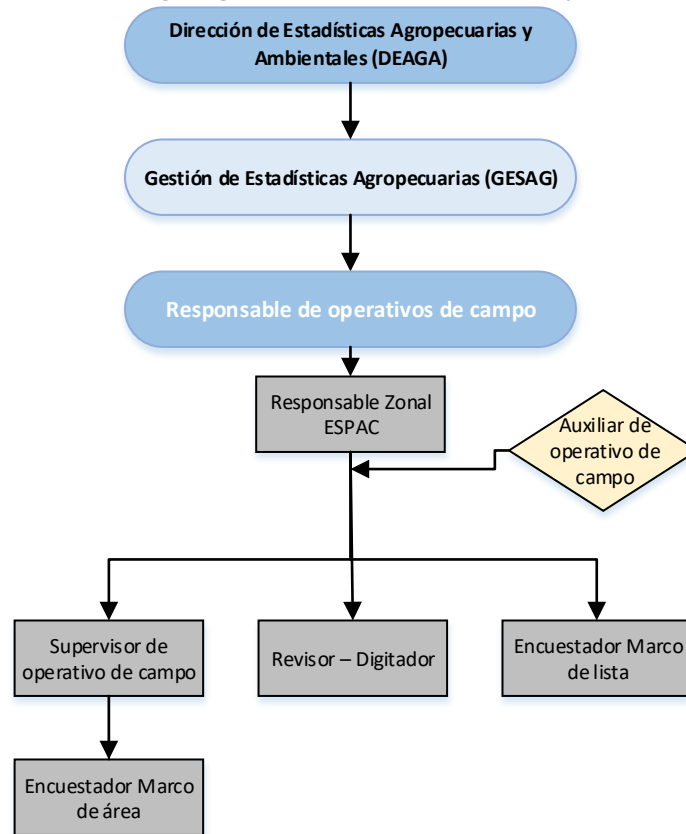 Dirección de Estadísticas Agropecuarias y
Ambientales (DEAGA)
Gestión de Estadísticas Agropecuarias (GESAG)
Responsable de operativos de campo
Responsable Zonal
ESPAC
Auxiliar de
operativo de
campo
Supervisor de
operativo de campo
Revisor – Digitador
Encuestador Marco
de lista
Encuestador Marco
de área